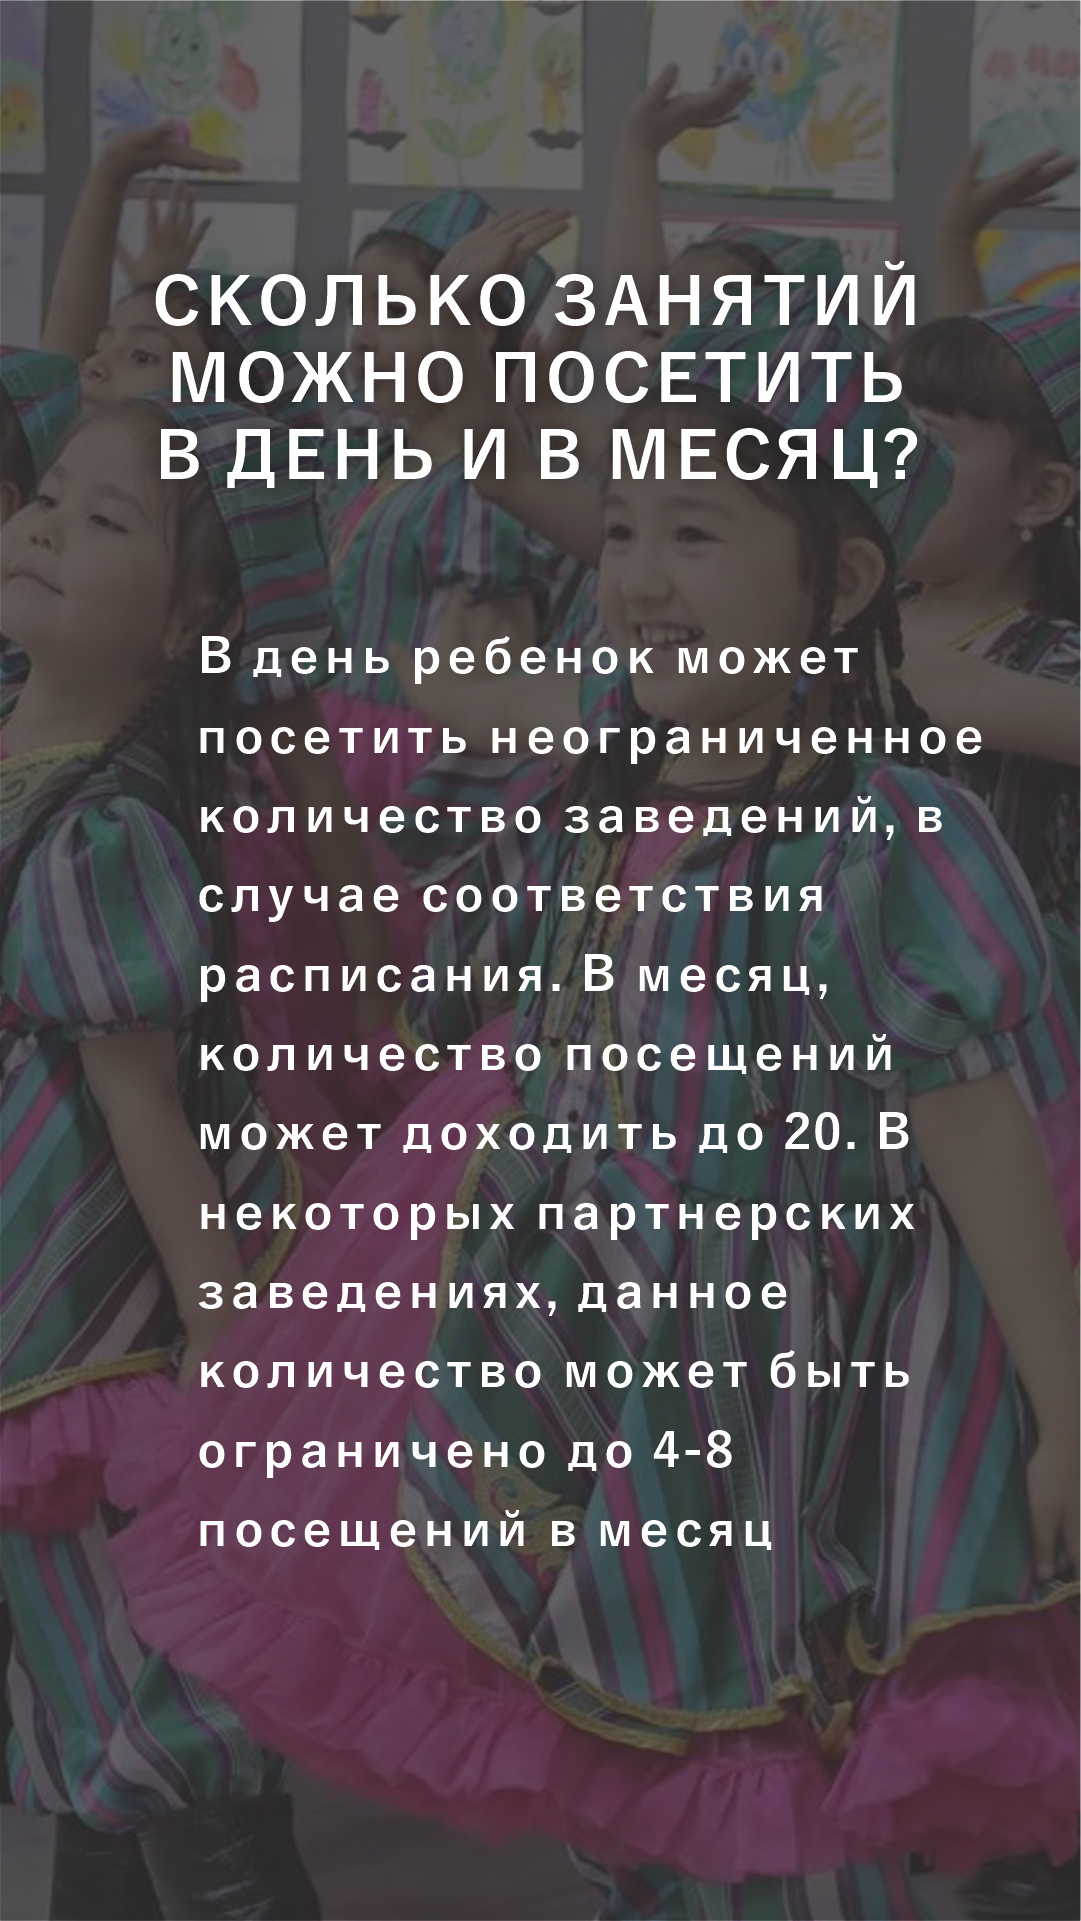 СКОЛЬКО ЗАНЯТИЙ
МОЖНО ПОСЕТИТЬ
В ДЕНЬ И В МЕСЯЦ?
В день ребенок может
посетить неограниченное
количество заведений, в
случае соответствия
расписания. В месяц,
количество посещений
может доходить до 20. В
некоторых партнерских
заведениях, данное
количество может быть
ограничено до 4-8
посещений в месяц